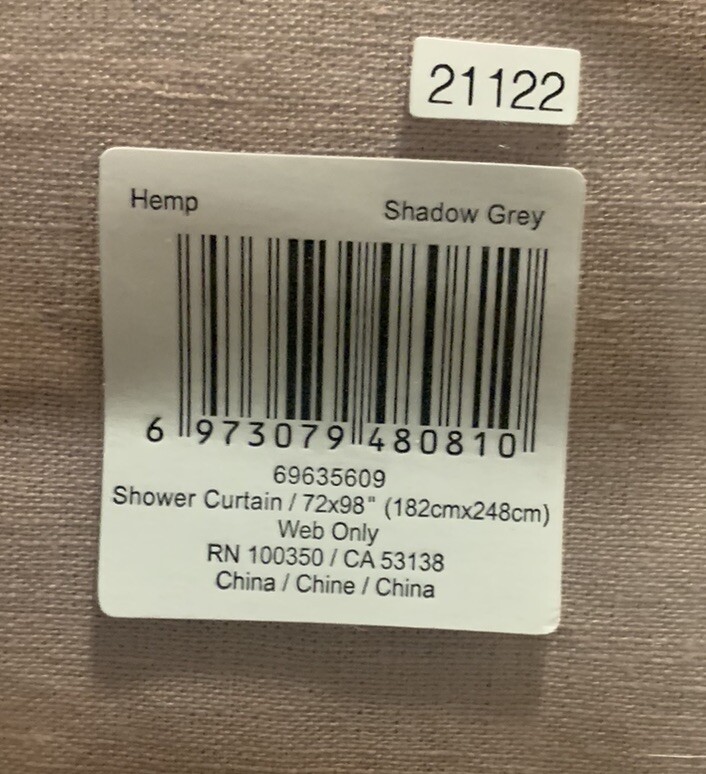 21122
Hemp Shadow Grey
6 973079 480810
69635609
Shower Curtain / 72x98" (182cmx248cm)
Web Only
RN 100350 / CA 53138
China / Chine / China